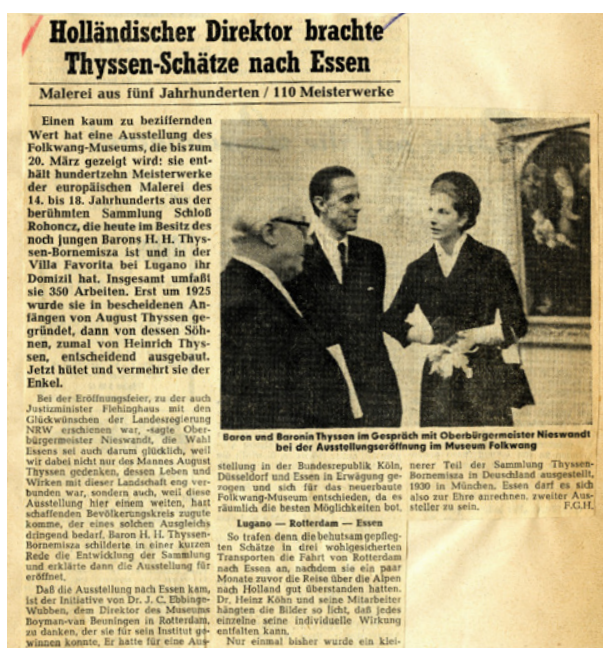 Holländischer Direktor brachte
Thyssen-Schätze nach Essen
Malerei aus fünf Jahrhunderten / 110 Meisterwerke
Einen kaum zu beziffernden
Wert hat eine Ausstellung des
Folkwang-Museums, die bis zum
20. März gezeigt wird: sie ent-
hält hundertzehn Meisterwerke
der europäischen Malerei des
14. bis 18. Jahrhunderts aus der
berühmten Sammlung Schloß
Rohoncz, die heute im Besitz des
noch jungen Barons H. H. Thys-
sen-Bornemisza ist und in der
Villa Favorita bei Lugano ihr
Domizil hat. Insgesamt umfaßt
sie 350 Arbeiten. Erst um 1925
wurde sie in bescheidenen An-
fängen von August Thyssen ge-
gründet, dann von dessen Söh-
nen, zumal von Heinrich Thys-
sen, entscheidend ausgebaut.
Jetzt hütet und vermehrt sie der
Enkel.
Bei der Eröffnungsfeier, zu der auch
Justizminister Flehinghaus mit den
Glückwünschen der Landesregierung
NRW erschienen war, sagte Ober-
bürgermeister Nieswandt, die Wahl
Essens sei auch darum glücklich, weil
wir dabei nicht nur des Mannes August
Thyssen gedenken, dessen Leben und
Wirken mit dieser Landschaft eng ver-
bunden war, sondern auch, weil diese
Ausstellung hier einem weiten, hart
schaffenden Bevölkerungskreis zugute
komme, der eines solchen Ausgleichs
dringend bedarf. Baron H. H. Thyssen-
Bornemisza schilderte in einer kurzen
Rede die Entwicklung der Sammlung
und erklärte dann die Ausstellung für
eröffnet.
Daß die Ausstellung nach Essen kam,
ist der Initiative von Dr. J. C. Ebbinge-
Wubben, dem Direktor des Museums
Boyman-van Beuningen in Rotterdam,
zu danken, der sie für sein Institut ge-
winnen konnte. Er hatte für eine Aus-
Baron und Baronin Thyssen im Gespräch mit Oberbürgermeister Nieswandt
bei der Ausstellungseröffnung im Museum Folkwang
stellung in der Bundesrepublik Köln,
Düsseldorf und Essen in Erwägung ge-
zogen und sich für das neuerbaute
Folkwang-Museum entschieden, da es
räumlich die besten Möglichkeiten bot.
Lugano — Rotterdam — Essen
So trafen denn die behutsam gepfleg-
ten Schätze in drei wohlgesicherten
Transporten die Fahrt von Rotterdam
nach Essen an, nachdem sie ein paar
Monate zuvor die Reise über die Alpen
nach Holland gut überstanden hatten.
Dr. Heinz Köhn und seine Mitarbeiter
hängten die Bilder so licht, daß jedes
einzelne seine individuelle Wirkung
entfalten kann.
Nur einmal bisher wurde ein klei-
nerer Teil der Sammlung Thyssen-
Bornemisza in Deuschland ausgestellt,
1930 in München. Essen darf es sich
also zur Ehre anrechnen, zweiter Aus-
steller zu sein. F.G.H.